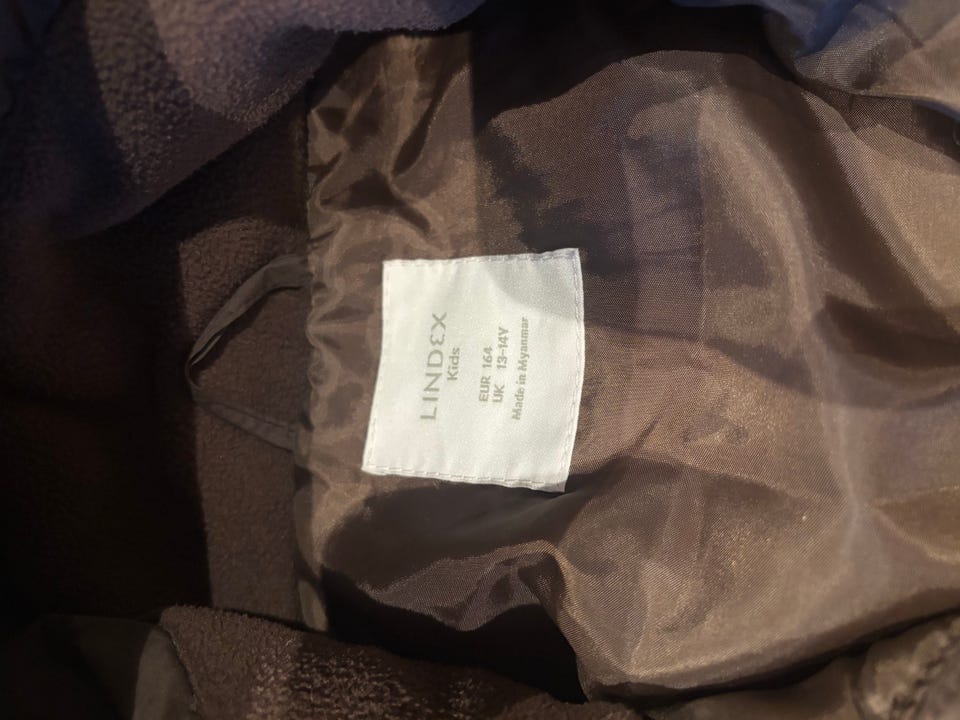 LINDEX
Kids
EUR 164
UK 13-14Y
Made in Myanmar